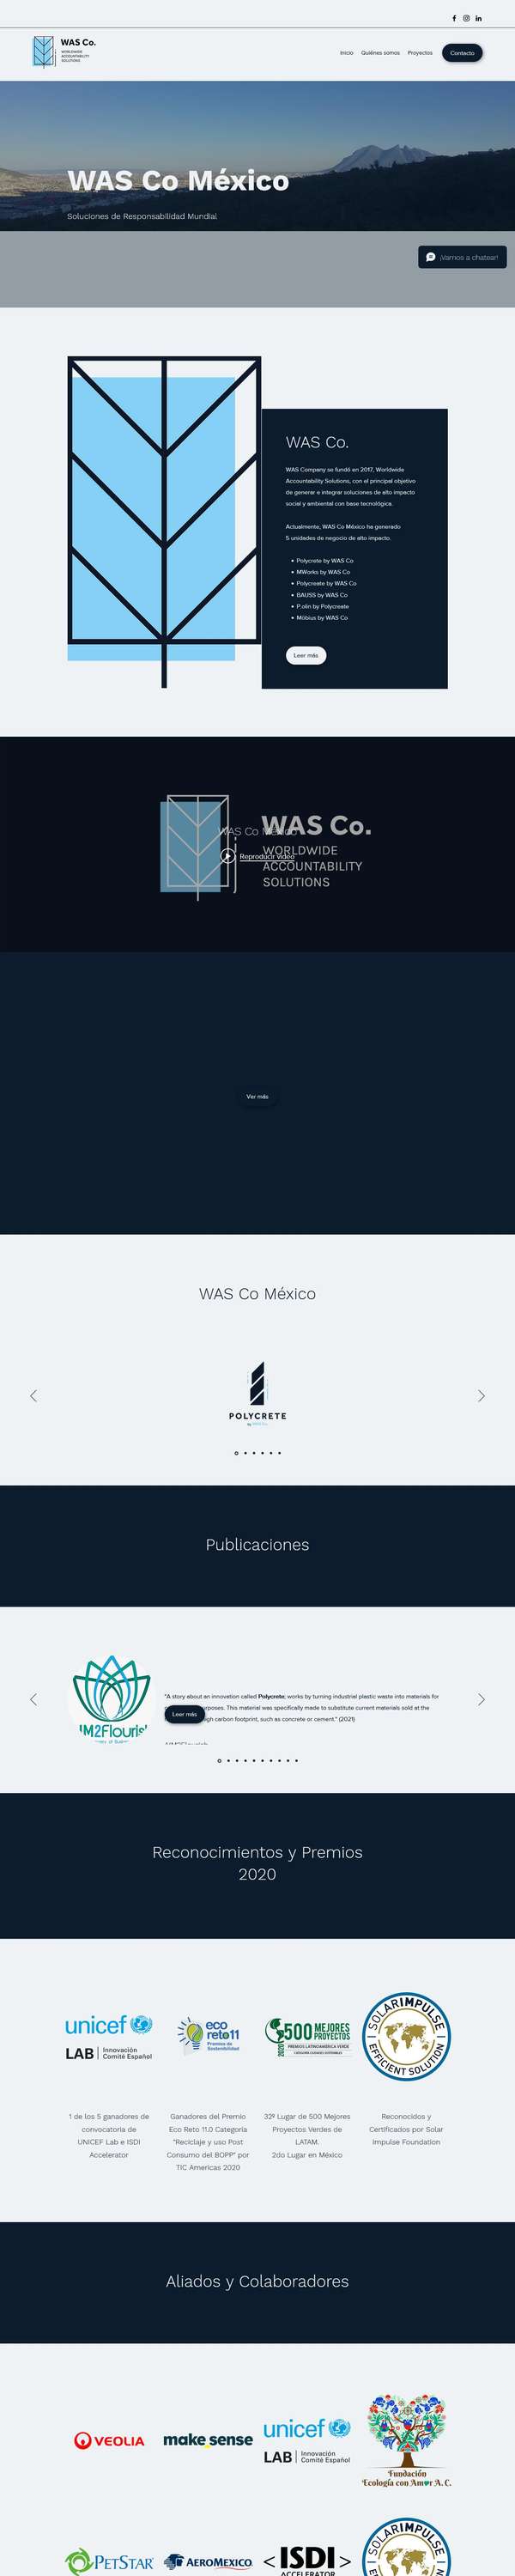 WAS Co.
WORLDWIDE
ACCOUNTABILITY
SOLUTIONS
Inicio
Quiénes somos
Proyectos
Contacto
WAS Co México
Soluciones de Responsabilidad Mundial
¡Vamos a chatear!
WAS Co.
WAS Company se fundó en 2017, Worldwide
Accountability Solutions, con el principal objetivo
de generar e integrar soluciones de alto impacto
social y ambiental con base tecnológica.
Actualmente, WAS Co México ha generado
5 unidades de negocio de alto impacto.
Polycrete by WAS Co
MWorks by WAS Co
Polycreate by WAS Co
BAUSS by WAS Co
P.olin by Polycreate
Möbius by WAS Co
Leer más
WAS Co México
WAS Co.
WORLDWIDE
ACCOUNTABILITY
SOLUTIONS
Reproducir video
Ver más
WAS Co México
POLYCRETE
by WAS Co.
Publicaciones
"A story about an innovation called Polycrete; works by turning industrial plastic waste into materials for
This material was specifically made to substitute current materials sold at the
carbon footprint, such as concrete or cement." (2021)
Leer más
Reconocimientos y Premios
2020
unicef
LAB
Innovación
Comité Español
eco
reto11
Premios de
Sostenibilidad
500 MEJORES
PROYECTOS
2020
PREMIOS LATINOAMÉRICA VERDE
SOLARIMPULSE
EFFICIENT SOLUTION
1 de los 5 ganadores de
convocatoria de
UNICEF Lab e ISDI
Accelerator
Ganadores del Premio
Eco Reto 11.0 Categoría
"Reciclaje y uso Post
Consumo del BOPP" por
TIC Americas 2020
32º Lugar de 500 Mejores
Proyectos Verdes de
LATAM.
2do Lugar en México
Reconocidos y
Certificados por Solar
Impulse Foundation
Aliados y Colaboradores
VEOLIA
make sense
unicef
LAB
Innovación
Comité Español
Fundación
Ecología con Amor A. C.
PETSTAR
AEROMEXICO
<ISDI>
ACCELERATOR
SOLARIMPULSE